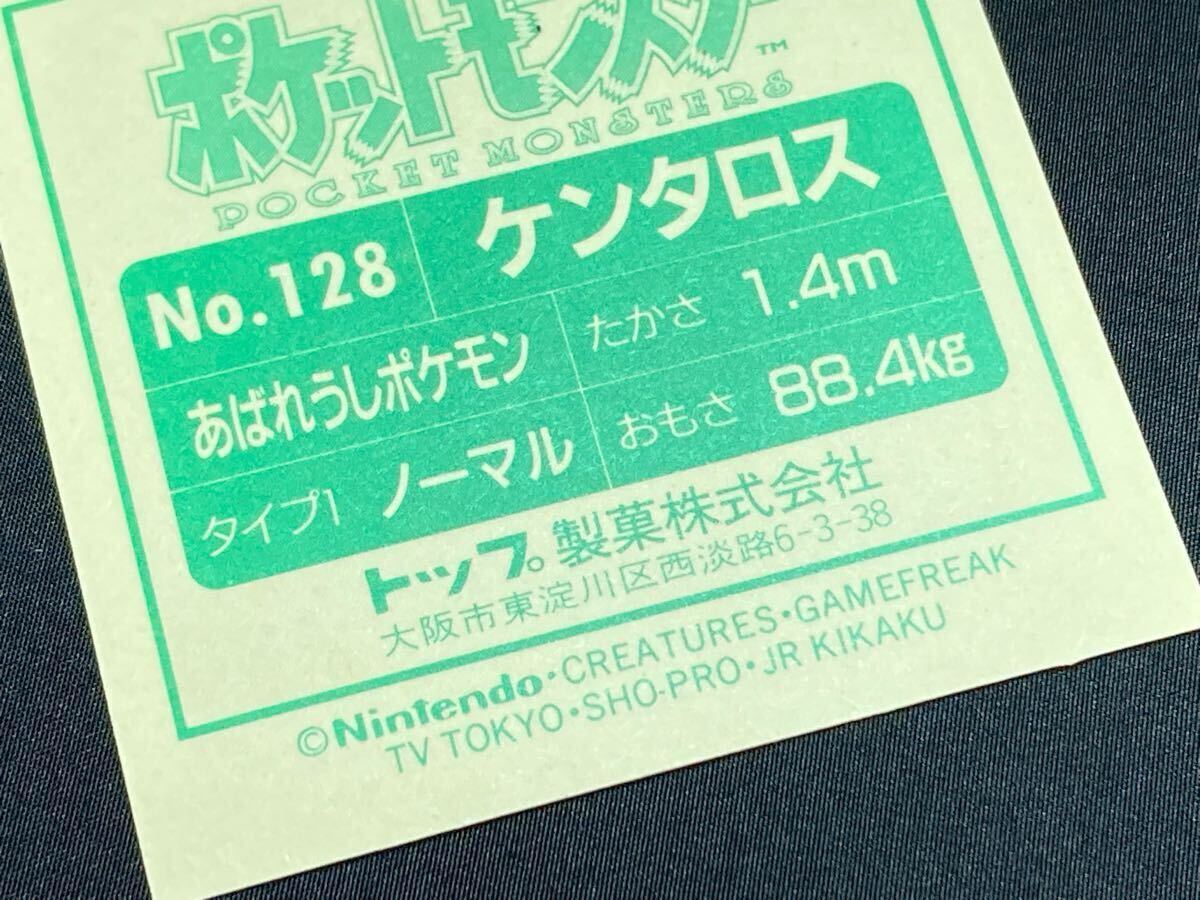 ポケットモンスター™
POCKET MONSTERS
No.128 ケンタロス
あばれうしポケモン たかさ 1.4m
タイプ1 ノーマル おもさ 88.4kg
トップ製菓株式会社
大阪市東淀川区西淡路6-3-38
©Nintendo・CREATURES・GAMEFREAK
TV TOKYO・SHO-PRO・JR KIKAKU